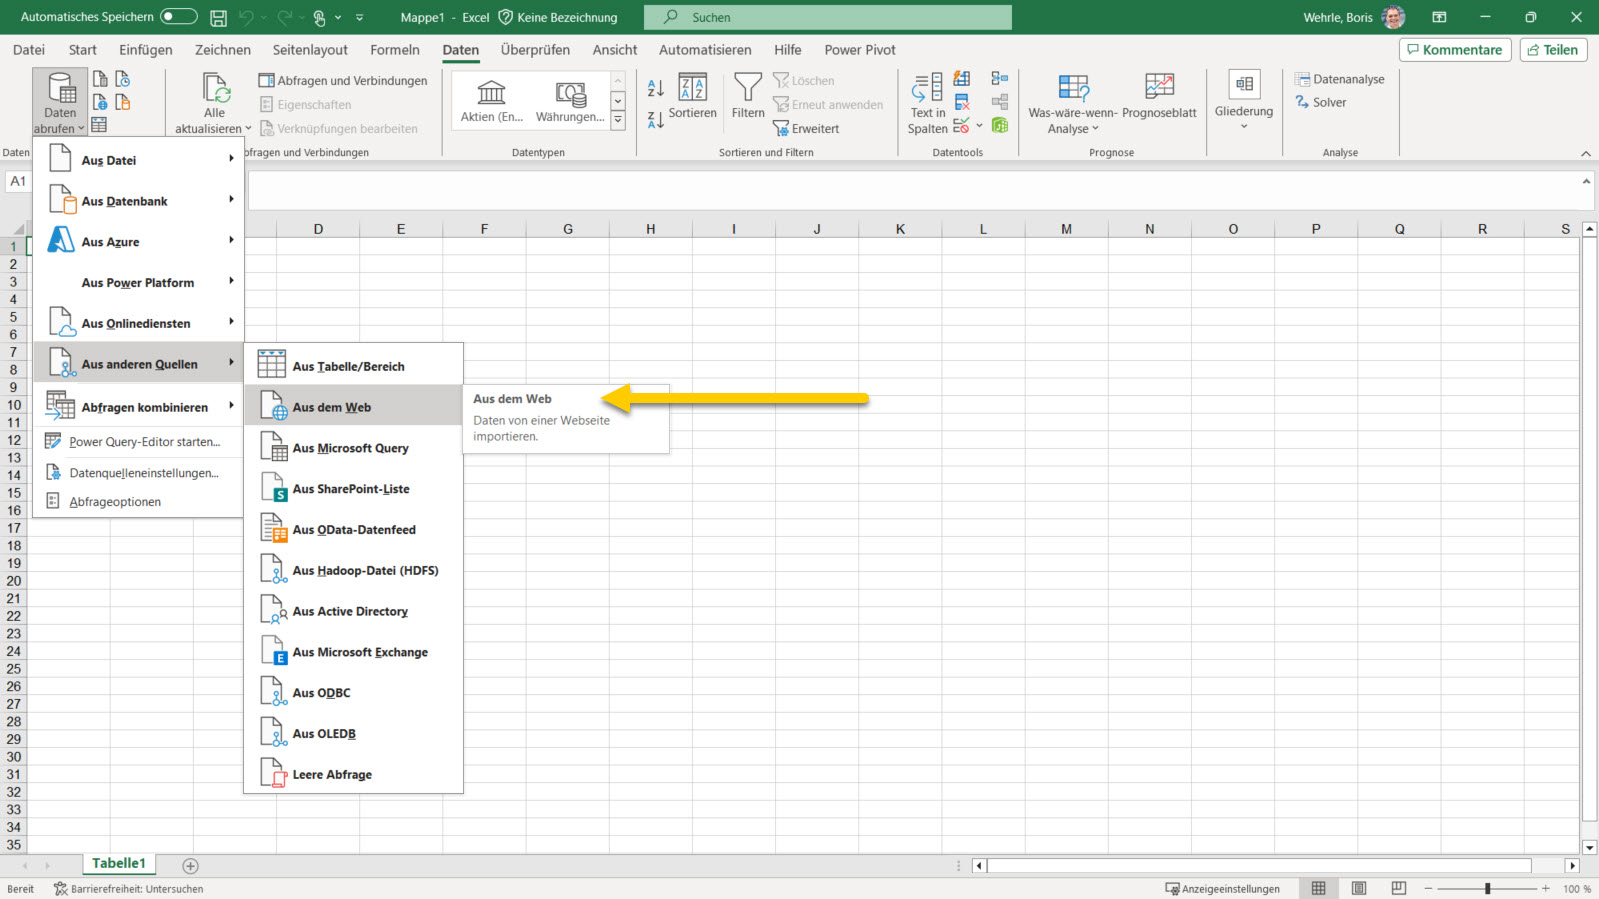 Automatisches Speichern
Mappe1 - Excel
Keine Bezeichnung
Suchen
Wehrle, Boris
Datei
Start
Einfügen
Zeichnen
Seitenlayout
Formeln
Daten
Überprüfen
Ansicht
Automatisieren
Hilfe
Power Pivot
Kommentare
Teilen
Daten
abrufen
Alle
aktualisieren
Abfragen und Verbindungen
Eigenschaften
Verknüpfungen bearbeiten
Aktien (En...
Währungen...
Sortieren
Filtern
Löschen
Erneut anwenden
Erweitert
Text in
Spalten
Was-wäre-wenn-
Analyse
Prognoseblatt
Gliederung
Datenanalyse
Solver
Daten
bfragen und Verbindungen
Datentypen
Sortieren und Filtern
Datentools
Prognose
Analyse
A1
D E F G H I J K L M N O P Q R S
1
2
3
4
5
6
7
8
9
10
11
12
13
14
15
16
17
18
19
20
21
22
23
24
25
26
27
28
29
30
31
32
33
34
35
Aus Datei
Aus Datenbank
Aus Azure
Aus Power Platform
Aus Onlinediensten
Aus anderen Quellen
Abfragen kombinieren
Power Query-Editor starten...
Datenquelleneinstellungen...
Abfrageoptionen
Aus Tabelle/Bereich
Aus dem Web
Aus Microsoft Query
Aus SharePoint-Liste
Aus OData-Datenfeed
Aus Hadoop-Datei (HDFS)
Aus Active Directory
Aus Microsoft Exchange
Aus ODBC
Aus OLEDB
Leere Abfrage
Aus dem Web
Daten von einer Webseite
importieren.
Tabelle1
Bereit
Barrierefreiheit: Untersuchen
Anzeigeeinstellungen
100 %